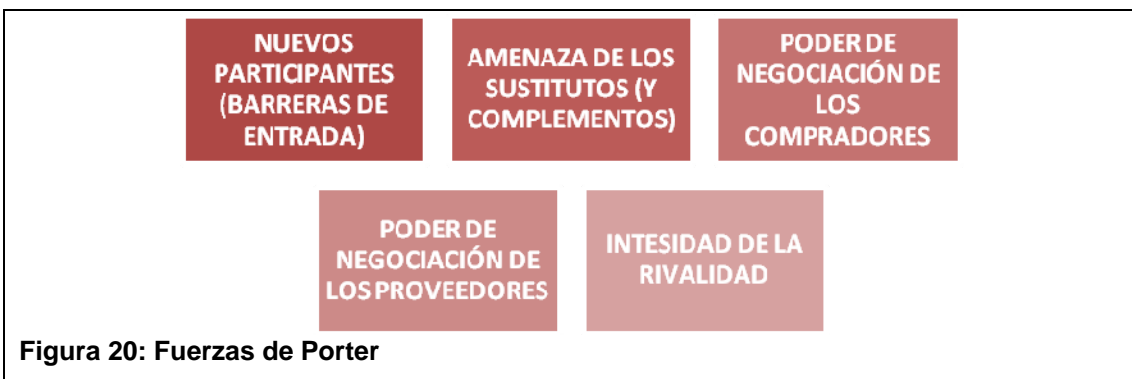 NUEVOS
PARTICIPANTES
(BARRERAS DE
ENTRADA)
AMENAZA DE LOS
SUSTITUTOS (Y
COMPLEMENTOS)
PODER DE
NEGOCIACIÓN DE
LOS
COMPRADORES
PODER DE
NEGOCIACIÓN DE
LOS PROVEEDORES
INTESIDAD DE LA
RIVALIDAD
Figura 20: Fuerzas de Porter